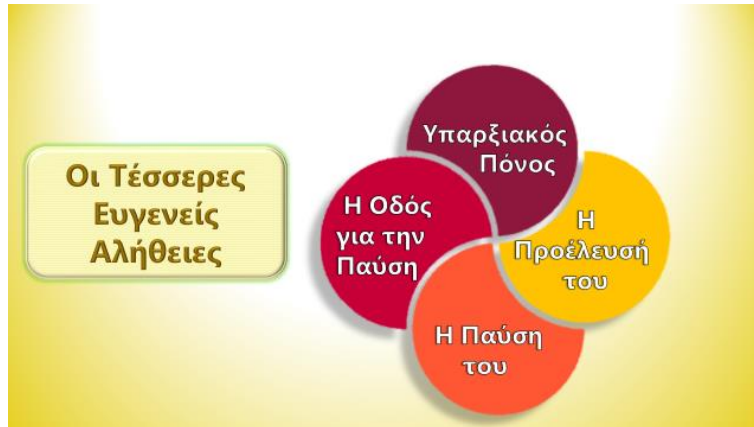 Οι Τέσσερες
Ευγενείς
Αλήθειες
Υπαρξιακός
Πόνος
Η
Προέλευσή
του
Η Παύση
του
Η Οδός
για την
Παύση